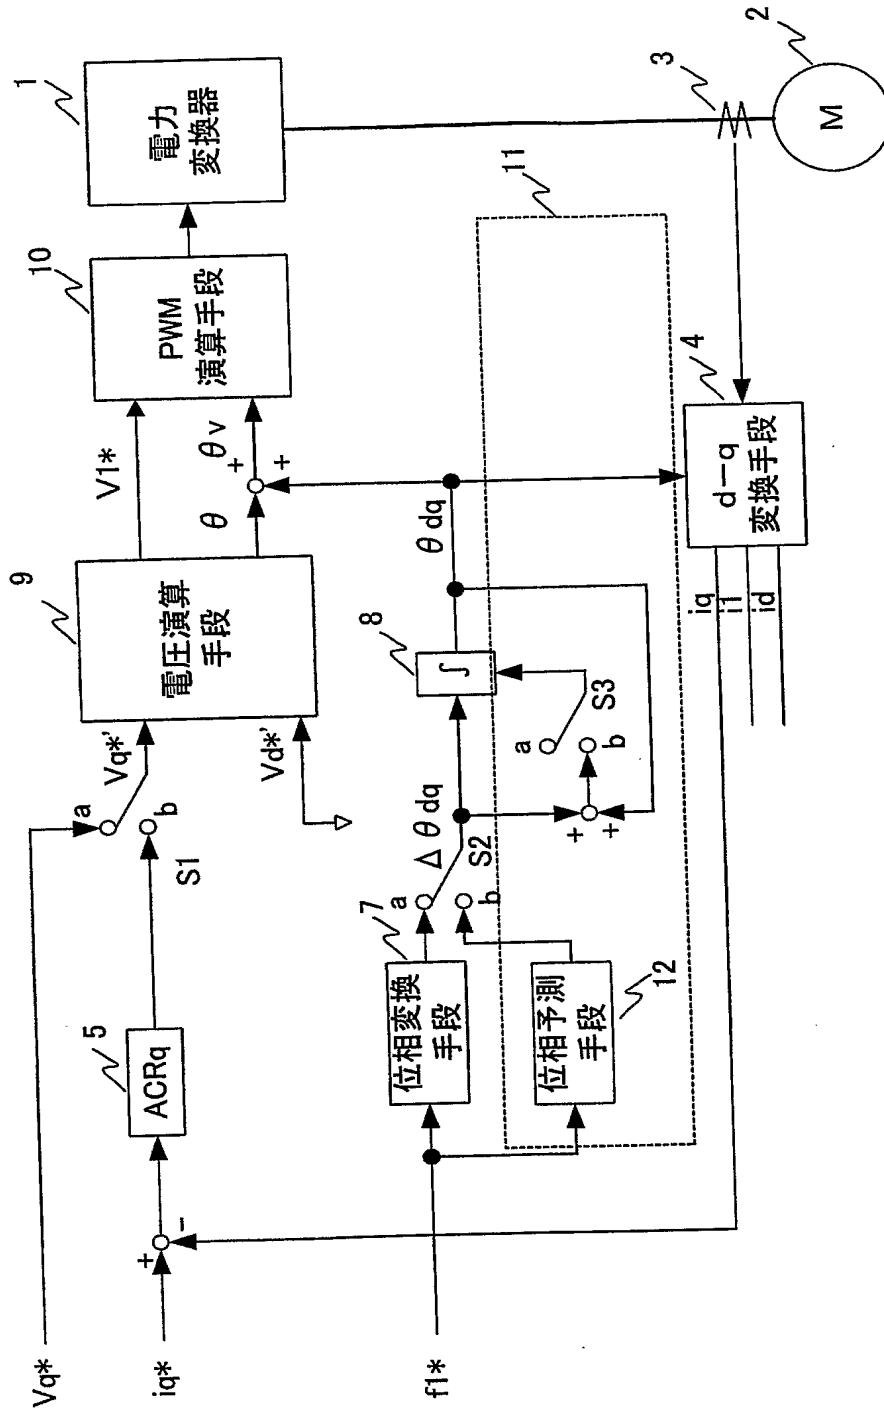 Vq*
iq*
f1*
+
−
5
ACRq
S1
a
b
Vq*'
Vd*'
9
電圧演算
手段
V1*
θ
+
+
θv
10
PWM
演算手段
1
電力
変換器
7
位相変換
手段
a
b
Δθdq
S2
8
∫
θdq
a
b
S3
+
+
位相予測
手段
12
11
3
2
M
4
d−q
変換手段
iq
i1
id